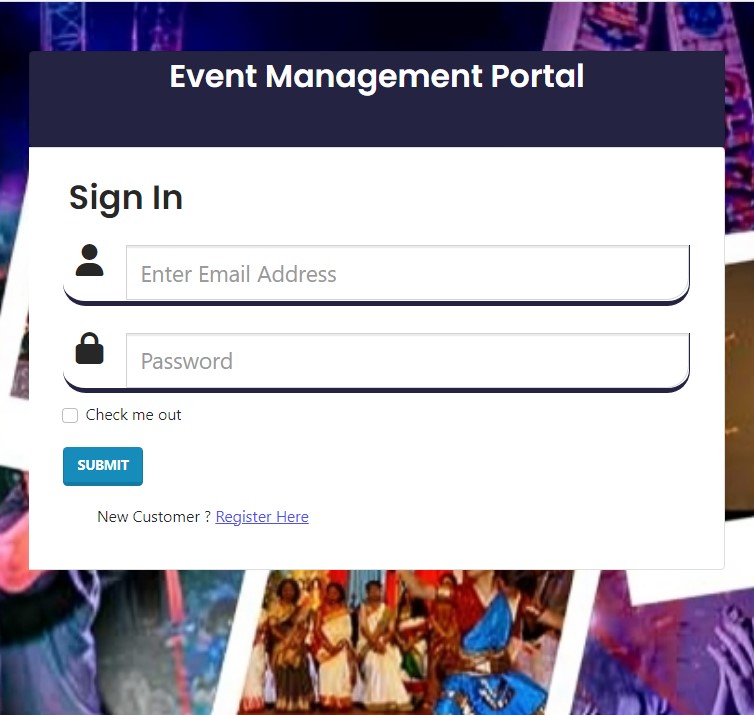 Event Management Portal
Sign In
Enter Email Address
Password
Check me out
SUBMIT
New Customer ? Register Here